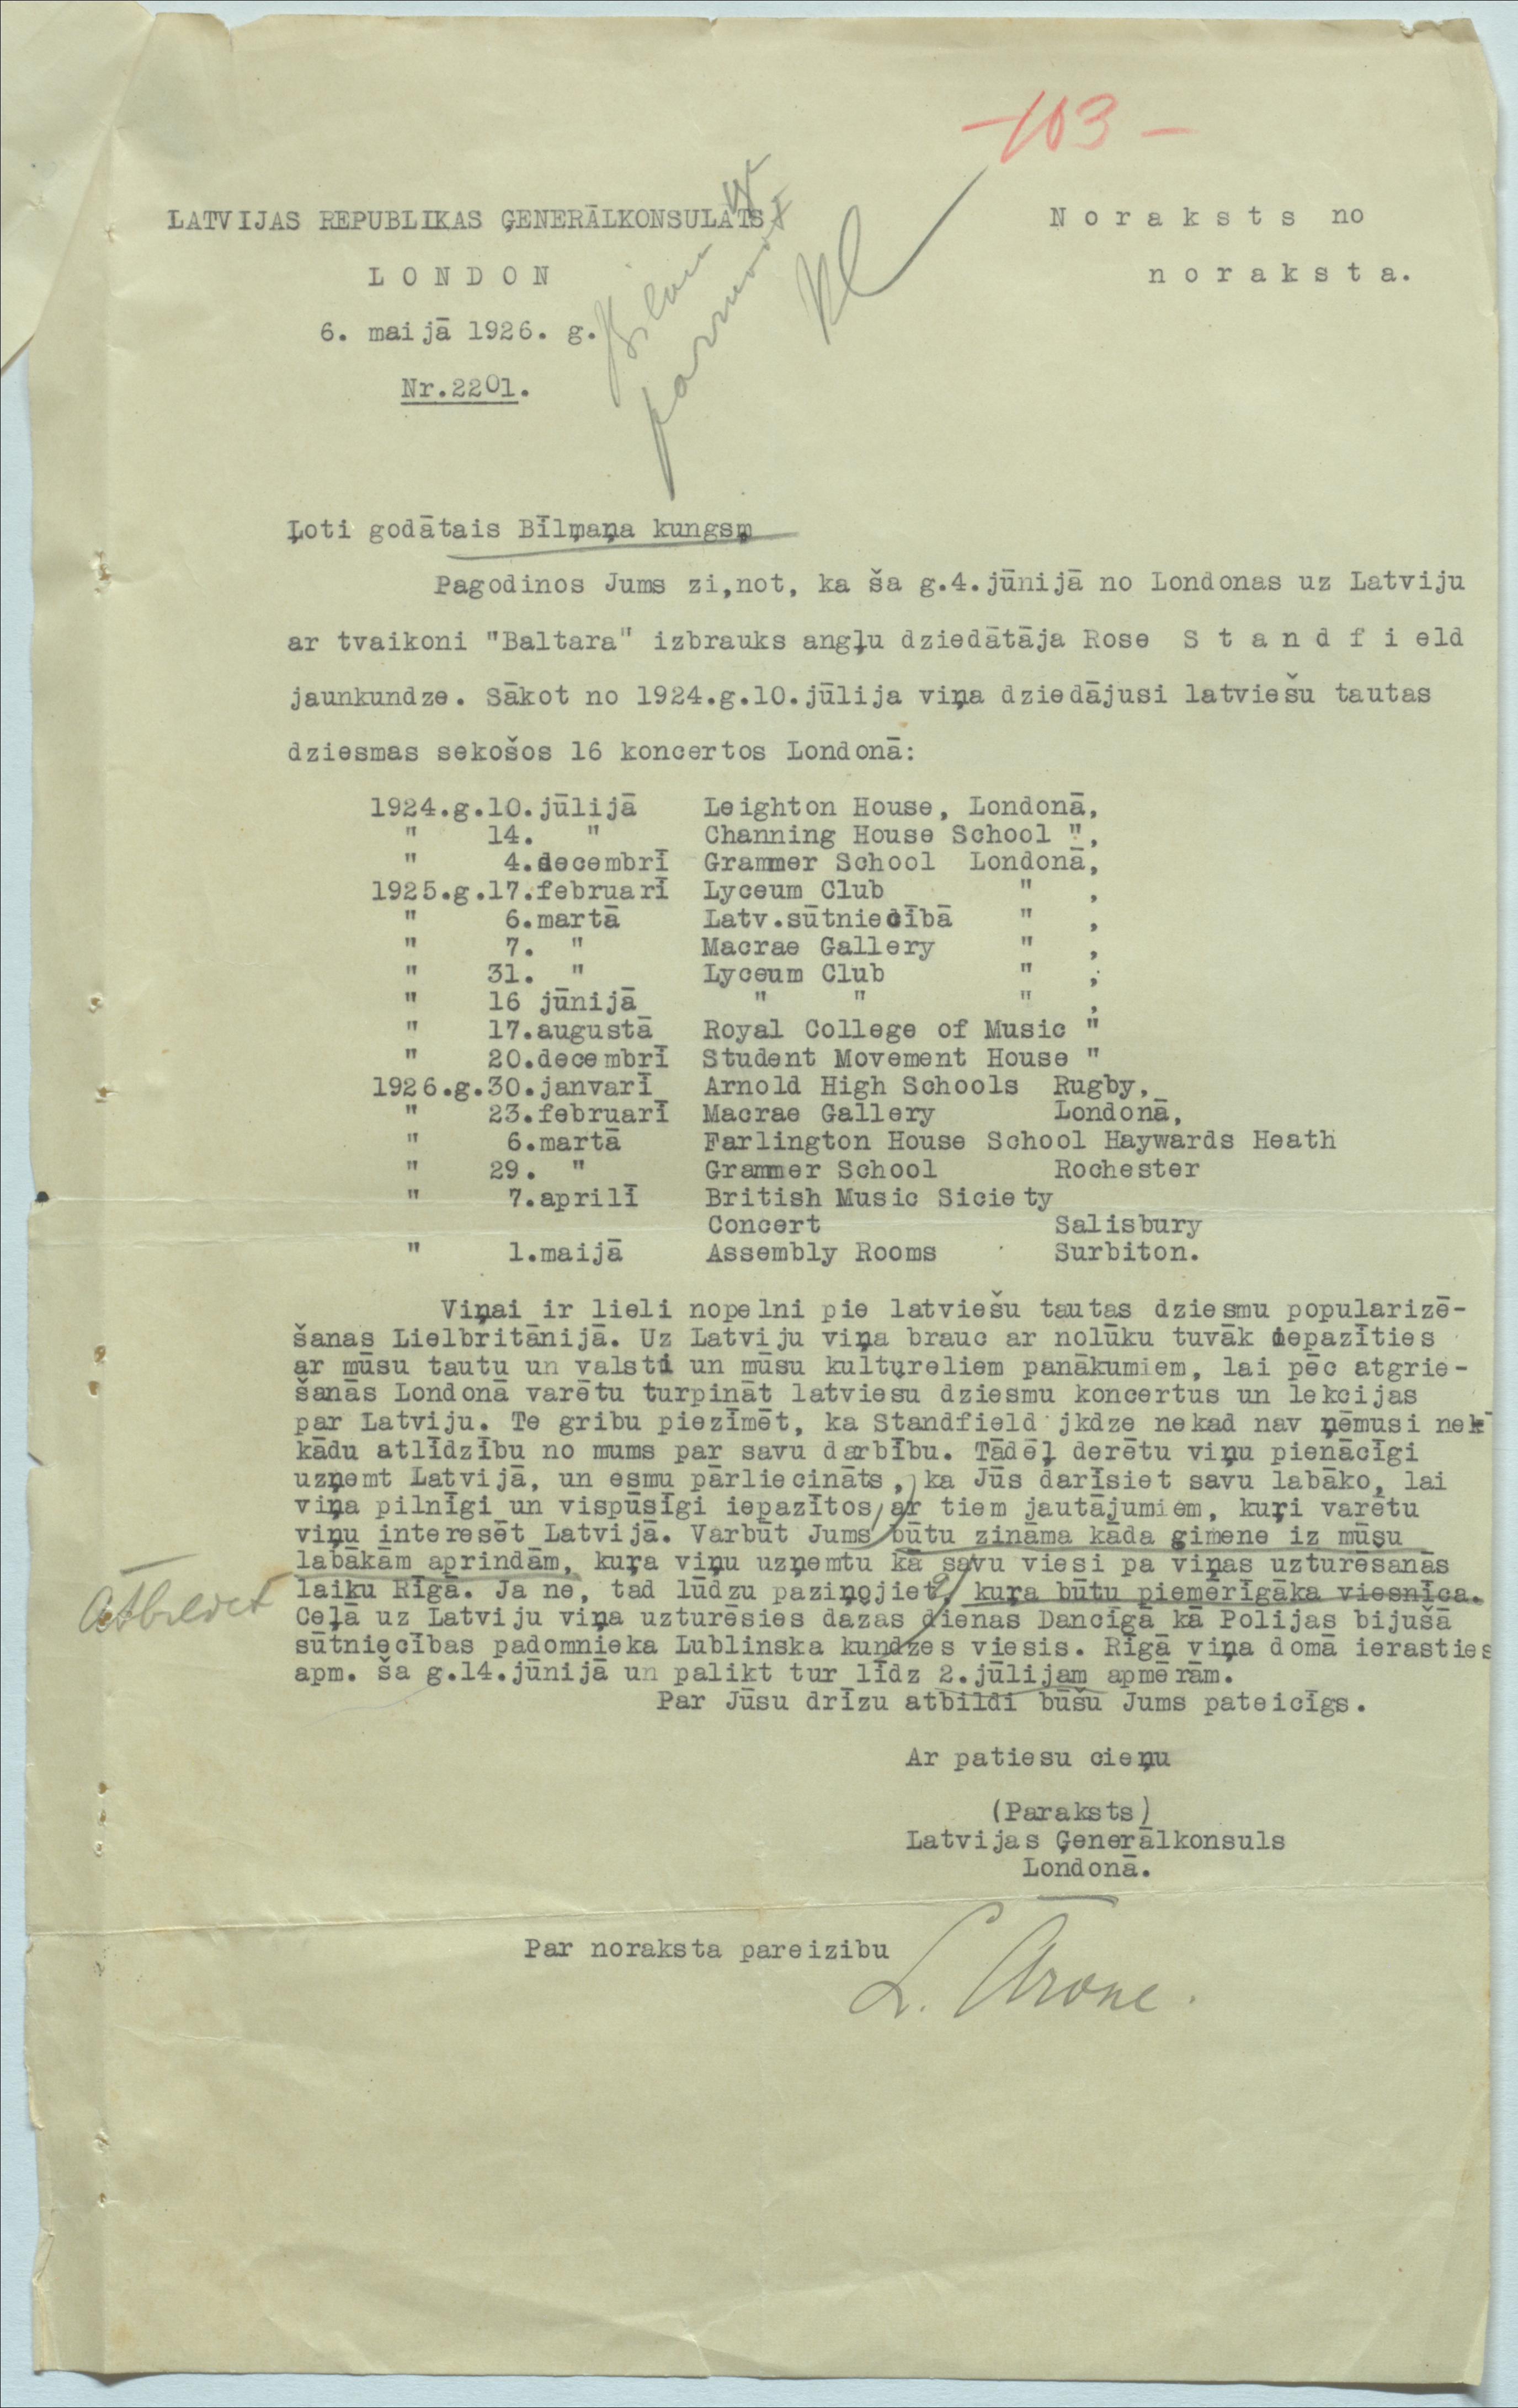 -103-
LATVIJAS REPUBLIKAS ĢENERĀLKONSULATS
Noraksts no
LONDON
noraksta.
6. maijā 1926. g.
Nr.2201.
Ļoti godātais Bīļmaņa kungsm
Pagodinos Jums zi,not, ka ša g.4.jūnijā no Londonas uz Latviju
ar tvaikoni "Baltara" izbrauks angļu dziedātāja Rose S t a n d f i eld
jaunkundze. Sākot no 1924.g.10.jūlija viņa dziedājusi latviešu tautas
dziesmas sekošos 16 koncertos Londonā:
1924.g.10.jūlijā Leighton House, Londonā,
" 14. " Channing House School ",
" 4.decembrī Grammer School Londonā,
1925.g.17.februarī Lyceum Club " ,
" 6.martā Latv.sūtniecībā " ,
" 7. " Macrae Gallery " ,
" 31. " Lyceum Club " ,
" 16 jūnijā " " " ,
" 17.augustā Royal College of Music "
" 20.decembrī Student Movement House "
1926.g.30.janvarī Arnold High Schools Rugby,
" 23.februarī Macrae Gallery Londonā,
" 6.martā Farlington House School Haywards Heath
" 29. " Grammer School Rochester
" 7.aprilī British Music Siciety
Concert Salisbury
" 1.maijā Assembly Rooms Surbiton.
Viņai ir lieli nopelni pie latviešu tautas dziesmu popularizē-
šanas Lielbritānijā. Uz Latviju viņa brauc ar nolūku tuvāk iepazīties
ar mūsu tautu un valsti un mūsu kultureliem panākumiem, lai pēc atgrie-
šanās Londonā varētu turpināt latviesu dziesmu koncertus un lekcijas
par Latviju. Te gribu piezīmēt, ka Standfield jkdze nekad nav ņēmusi nek
kādu atlīdzību no mums par savu darbību. Tādēļ derētu viņu pienācīgi
uzņemt Latvijā, un esmu pārliecināts, ka Jūs darīsiet savu labāko, lai
viņa pilnīgi un vispūsīgi iepazītos ar tiem jautājumiem, kuŗi varētu
viņu interesēt Latvijā. Varbūt Jums būtu zināma kāda gimene iz mūsu
labākām aprindām, kuŗa viņu uzņemtu kā savu viesi pa viņas uzturēsanās
Atbildet
laiku Rīgā. Ja ne, tad lūdzu paziņojiet, kuŗa būtu piemērīgāka viesnīca.
Ceļā uz Latviju viņa uzturēsies dazas dienas Dancīgā kā Polijas bijušā
sūtniecības padomnieka Lublinska kundzes viesis. Rīgā viņa domā ierasties
apm. ša g.14.jūnijā un palikt tur līdz 2.jūlijam apmēram.
Par Jūsu drīzu atbildi būšu Jums pateicīgs.
Ar patiesu cieņu
(Paraksts)
Latvijas Ģenerālkonsuls
Londonā.
Par noraksta pareizibu
L. Arone.